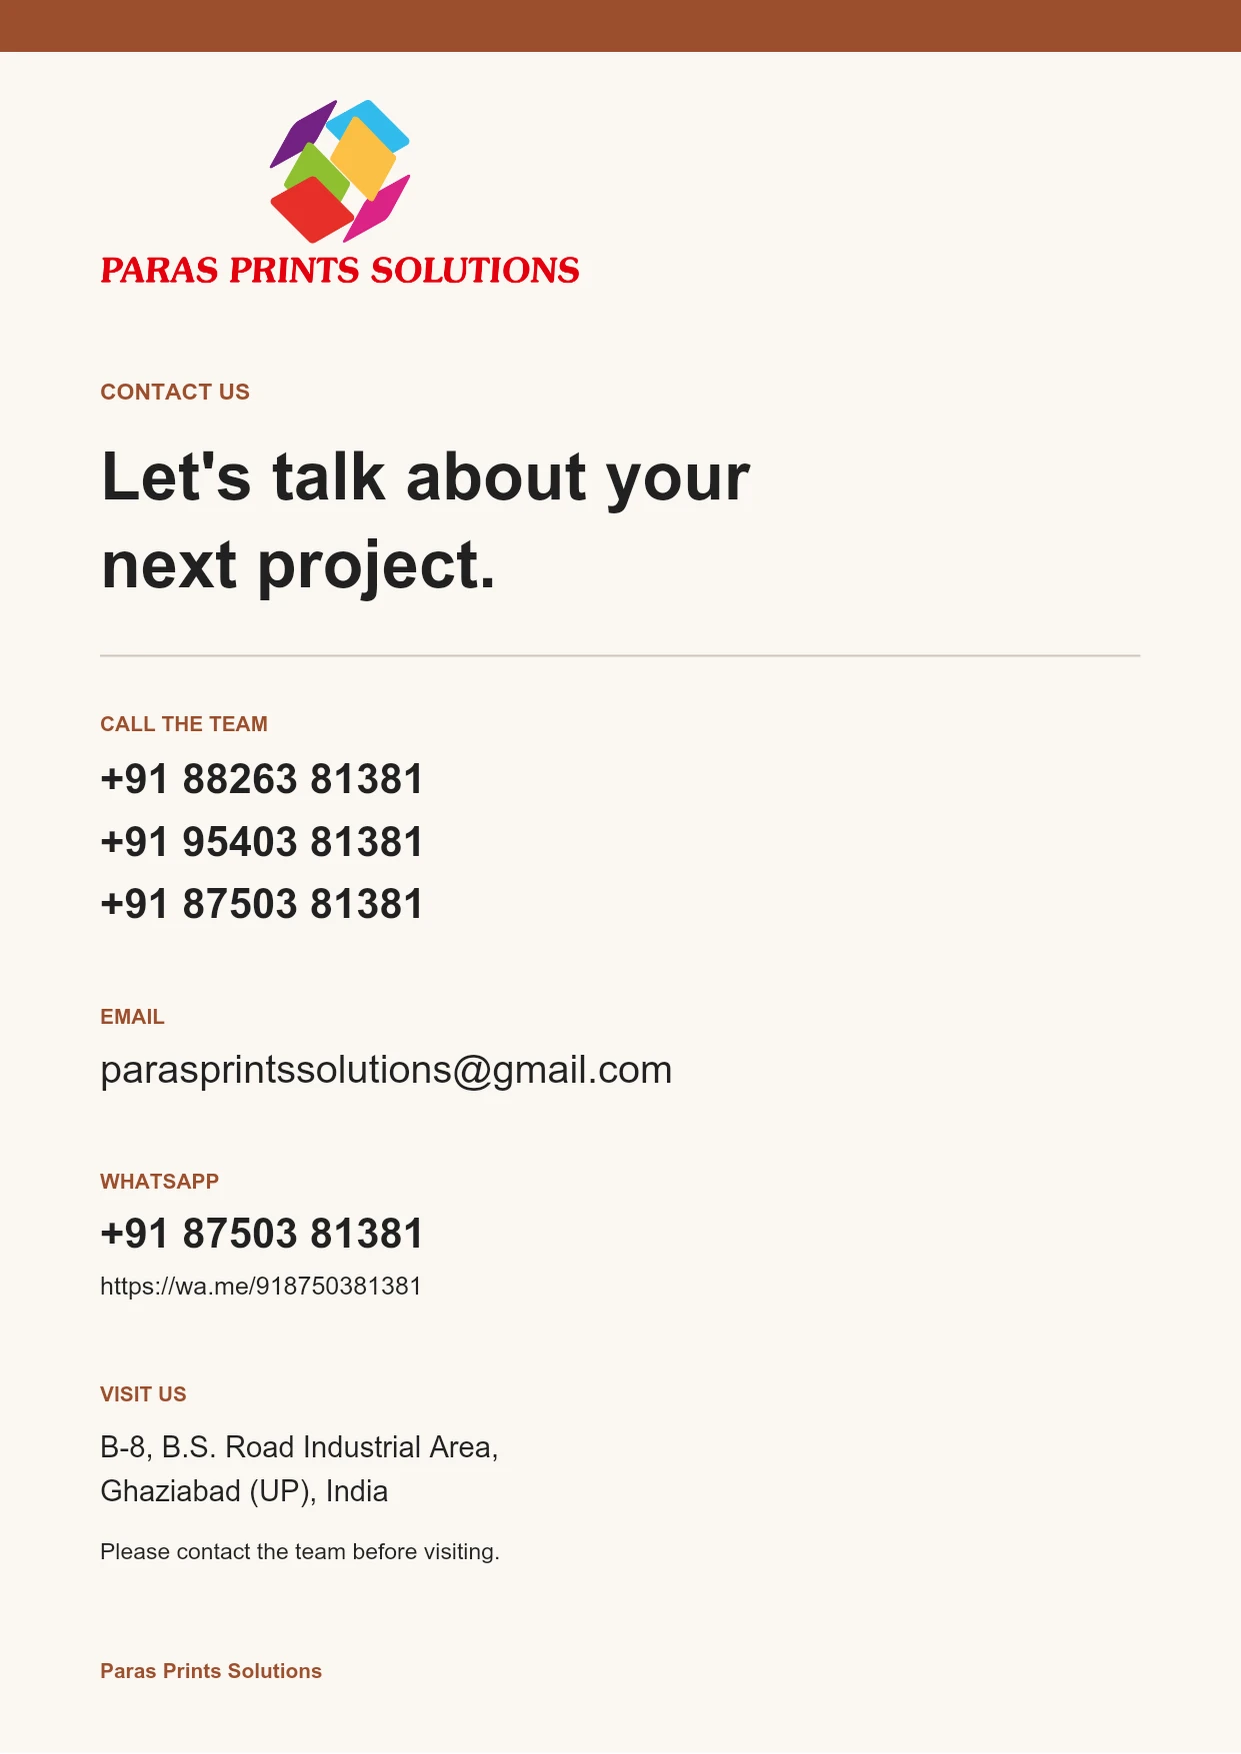 PARAS PRINTS SOLUTIONS
CONTACT US
Let's talk about your
next project.
CALL THE TEAM
+91 88263 81381
+91 95403 81381
+91 87503 81381
EMAIL
parasprintssolutions@gmail.com
WHATSAPP
+91 87503 81381
https://wa.me/918750381381
VISIT US
B-8, B.S. Road Industrial Area,
Ghaziabad (UP), India
Please contact the team before visiting.
Paras Prints Solutions